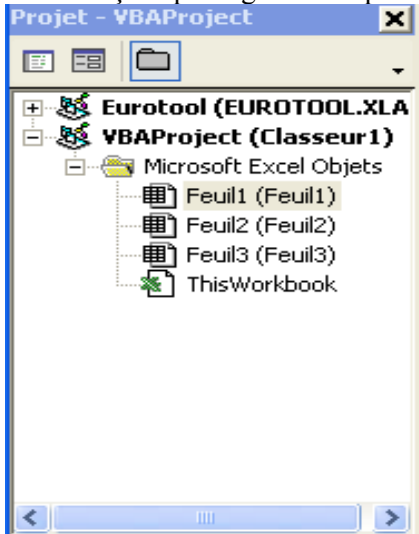 Projet - VBAProject
Eurotool (EUROTOOL.XLA
VBAProject (Classeur1)
Microsoft Excel Objets
Feuil1 (Feuil1)
Feuil2 (Feuil2)
Feuil3 (Feuil3)
ThisWorkbook